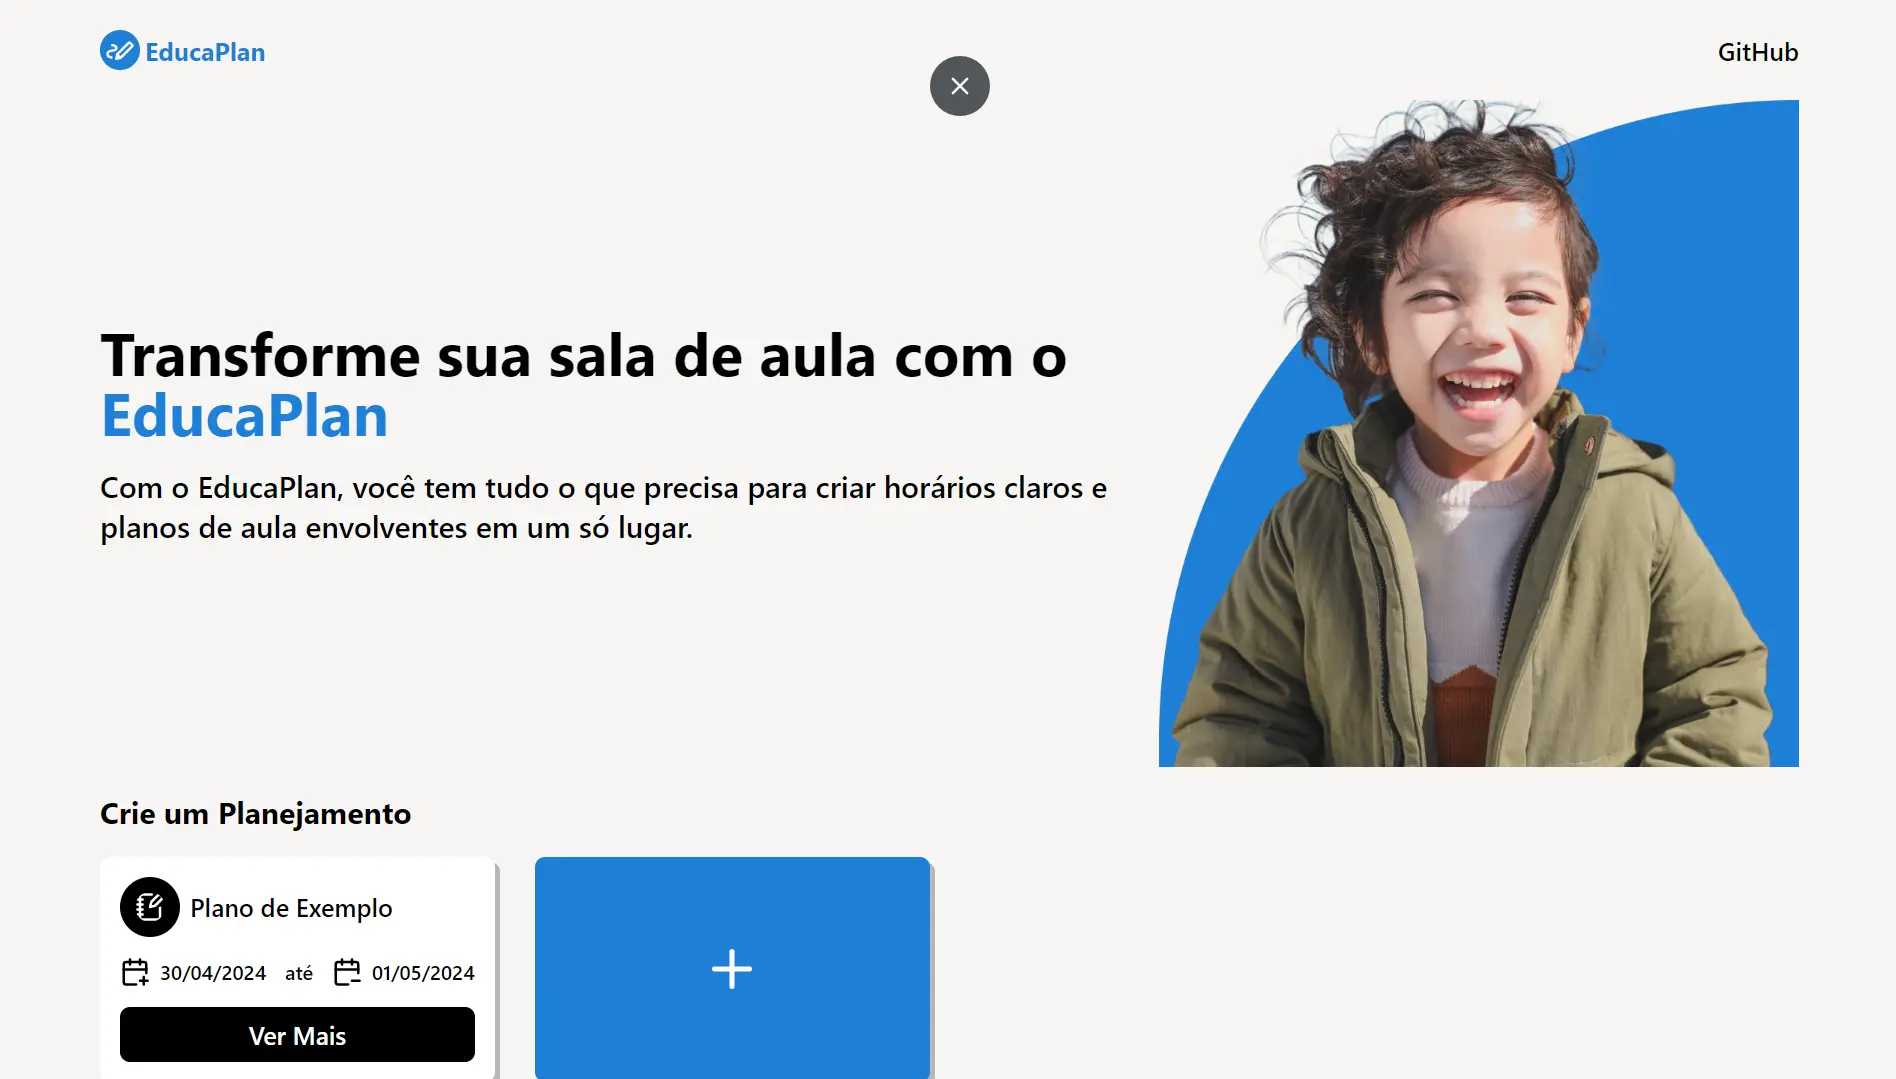 EducaPlan
GitHub
Transforme sua sala de aula com o
EducaPlan
Com o EducaPlan, você tem tudo o que precisa para criar horários claros e
planos de aula envolventes em um só lugar.
Crie um Planejamento
Plano de Exemplo
30/04/2024 até 01/05/2024
Ver Mais